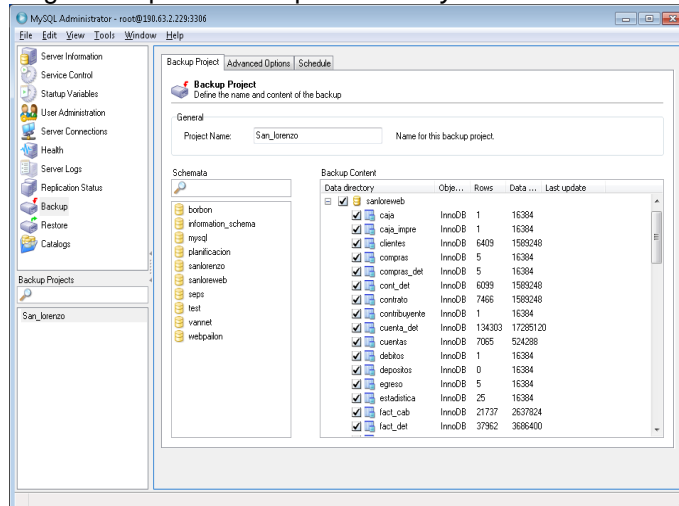 MySQL Administrator - root@190.63.2.229:3306
File Edit View Tools Window Help
Server Information
Service Control
Startup Variables
User Administration
Server Connections
Health
Server Logs
Replication Status
Backup
Restore
Catalogs
Backup Projects
San_lorenzo
Backup Project Advanced Options Schedule
Backup Project
Define the name and content of the backup
General
Project Name: San_lorenzo Name for this backup project.
Schemata
borbon
information_schema
mysql
planificacion
sanlorenzo
sanloreweb
seps
test
vannet
webpailon
Backup Content
Data directory Obje... Rows Data ... Last update
sanloreweb
caja InnoDB 1 16384
caja_impre InnoDB 1 16384
clientes InnoDB 6409 1589248
compras InnoDB 5 16384
compras_det InnoDB 5 16384
cont_det InnoDB 6099 1589248
contrato InnoDB 7466 1589248
contribuyente InnoDB 1 16384
cuenta_det InnoDB 134303 17285120
cuentas InnoDB 7065 524288
debitos InnoDB 1 16384
depositos InnoDB 0 16384
egreso InnoDB 5 16384
estadistica InnoDB 25 16384
fact_cab InnoDB 21737 2637824
fact_det InnoDB 37962 3686400